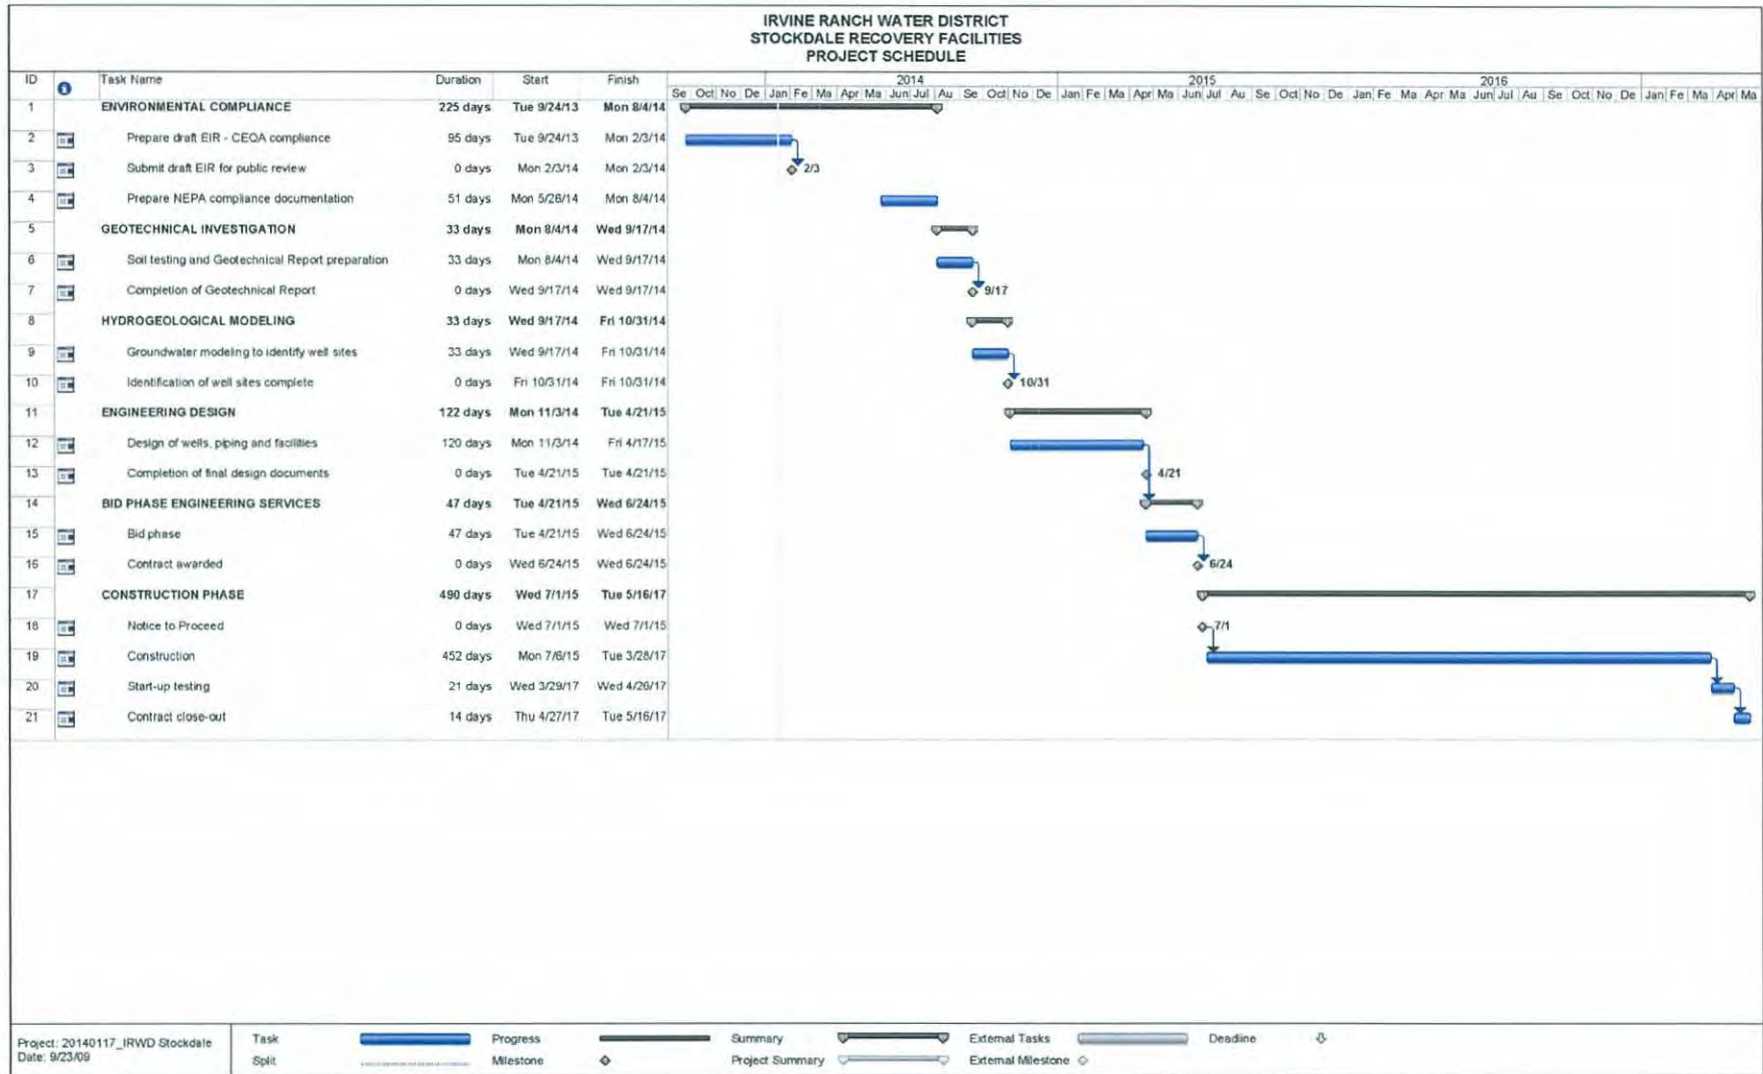 IRVINE RANCH WATER DISTRICT
STOCKDALE RECOVERY FACILITIES
PROJECT SCHEDULE
ID Task Name Duration Start Finish 2014 2015 2016
Se Oct No De Jan Fe Ma Apr Ma Jun Jul Au Se Oct No De Jan Fe Ma Apr Ma Jun Jul Au Se Oct No De Jan Fe Ma Apr Ma Jun Jul Au Se Oct No De Jan Fe Ma Apr Ma
1 ENVIRONMENTAL COMPLIANCE 225 days Tue 9/24/13 Mon 8/4/14
2 Prepare draft EIR - CEQA compliance 95 days Tue 9/24/13 Mon 2/3/14
3 Submit draft EIR for public review 0 days Mon 2/3/14 Mon 2/3/14 2/3
4 Prepare NEPA compliance documentation 51 days Mon 5/26/14 Mon 8/4/14
5 GEOTECHNICAL INVESTIGATION 33 days Mon 8/4/14 Wed 9/17/14
6 Soil testing and Geotechnical Report preparation 33 days Mon 8/4/14 Wed 9/17/14
7 Completion of Geotechnical Report 0 days Wed 9/17/14 Wed 9/17/14 9/17
8 HYDROGEOLOGICAL MODELING 33 days Wed 9/17/14 Fri 10/31/14
9 Groundwater modeling to identify well sites 33 days Wed 9/17/14 Fri 10/31/14
10 Identification of well sites complete 0 days Fri 10/31/14 Fri 10/31/14 10/31
11 ENGINEERING DESIGN 122 days Mon 11/3/14 Tue 4/21/15
12 Design of wells, piping and facilities 120 days Mon 11/3/14 Fri 4/17/15
13 Completion of final design documents 0 days Tue 4/21/15 Tue 4/21/15 4/21
14 BID PHASE ENGINEERING SERVICES 47 days Tue 4/21/15 Wed 6/24/15
15 Bid phase 47 days Tue 4/21/15 Wed 6/24/15
16 Contract awarded 0 days Wed 6/24/15 Wed 6/24/15 6/24
17 CONSTRUCTION PHASE 490 days Wed 7/1/15 Tue 5/16/17
18 Notice to Proceed 0 days Wed 7/1/15 Wed 7/1/15 7/1
19 Construction 452 days Mon 7/6/15 Tue 3/28/17
20 Start-up testing 21 days Wed 3/29/17 Wed 4/26/17
21 Contract close-out 14 days Thu 4/27/17 Tue 5/16/17
Project: 20140117_IRWD Stockdale
Date: 9/23/09
Task Progress Summary External Tasks Deadline
Split Milestone Project Summary External Milestone